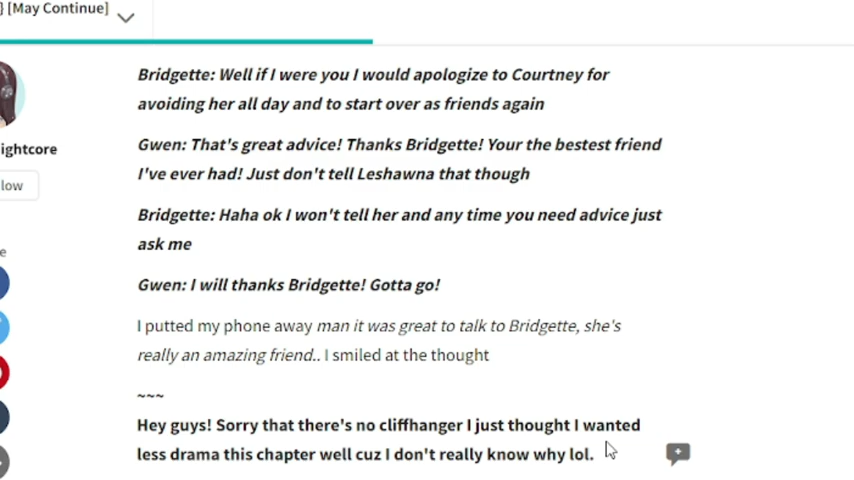 } [May Continue]
Bridgette: Well if I were you I would apologize to Courtney for
avoiding her all day and to start over as friends again
ightcore
Gwen: That's great advice! Thanks Bridgette! Your the bestest friend
I've ever had! Just don't tell Leshawna that though
low
Bridgette: Haha ok I won't tell her and any time you need advice just
ask me
e
Gwen: I will thanks Bridgette! Gotta go!
I putted my phone away man it was great to talk to Bridgette, she's
really an amazing friend.. I smiled at the thought
~~~
Hey guys! Sorry that there's no cliffhanger I just thought I wanted
less drama this chapter well cuz I don't really know why lol.